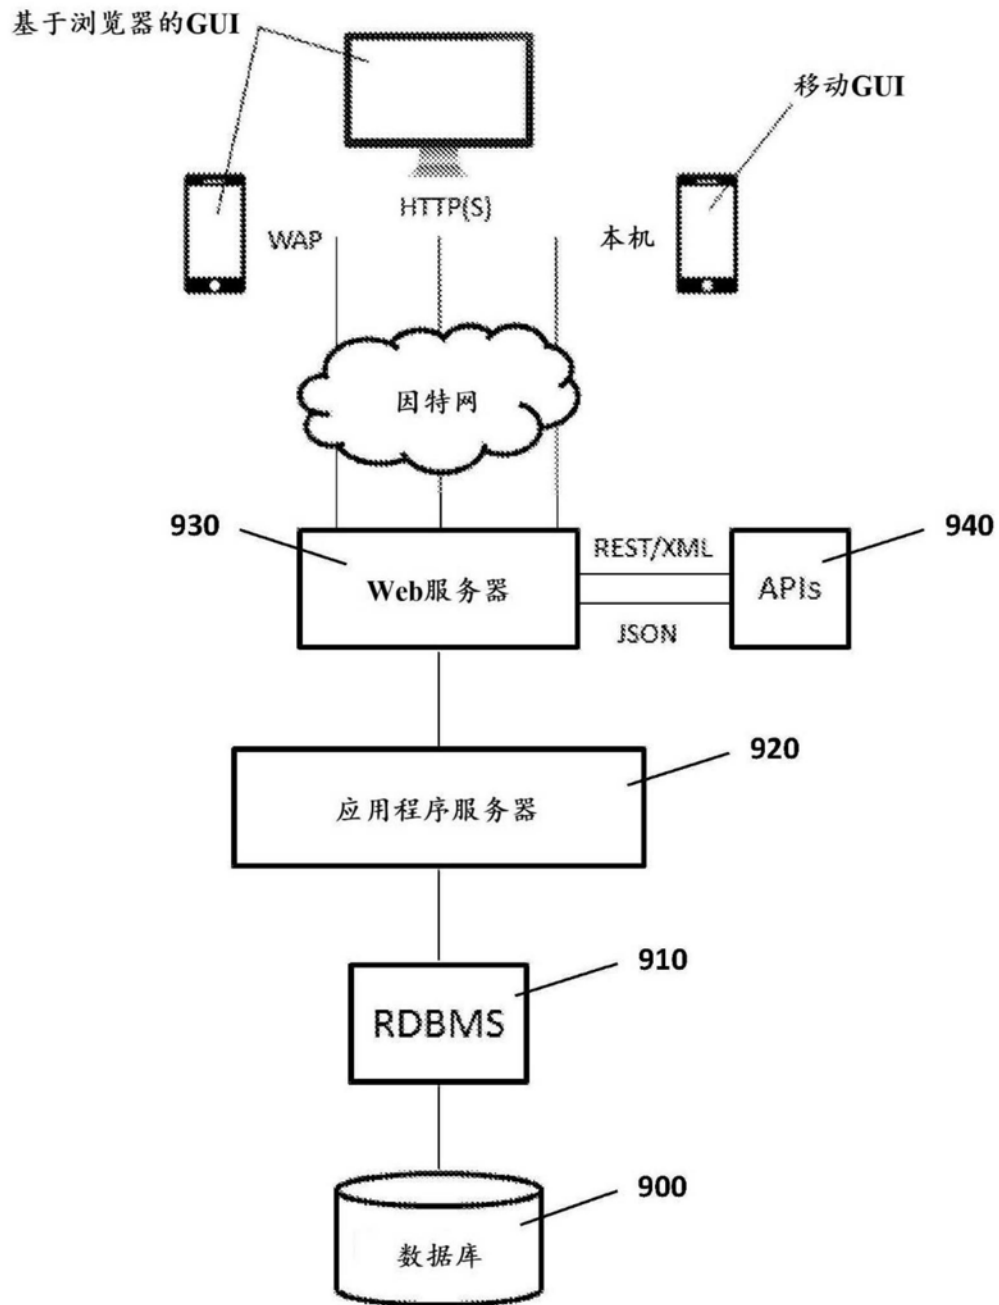 基于浏览器的GUI
移动GUI
HTTP(S)
WAP
本机
因特网
930
940
REST/XML
Web服务器
APIs
JSON
920
应用程序服务器
910
RDBMS
900
数据库